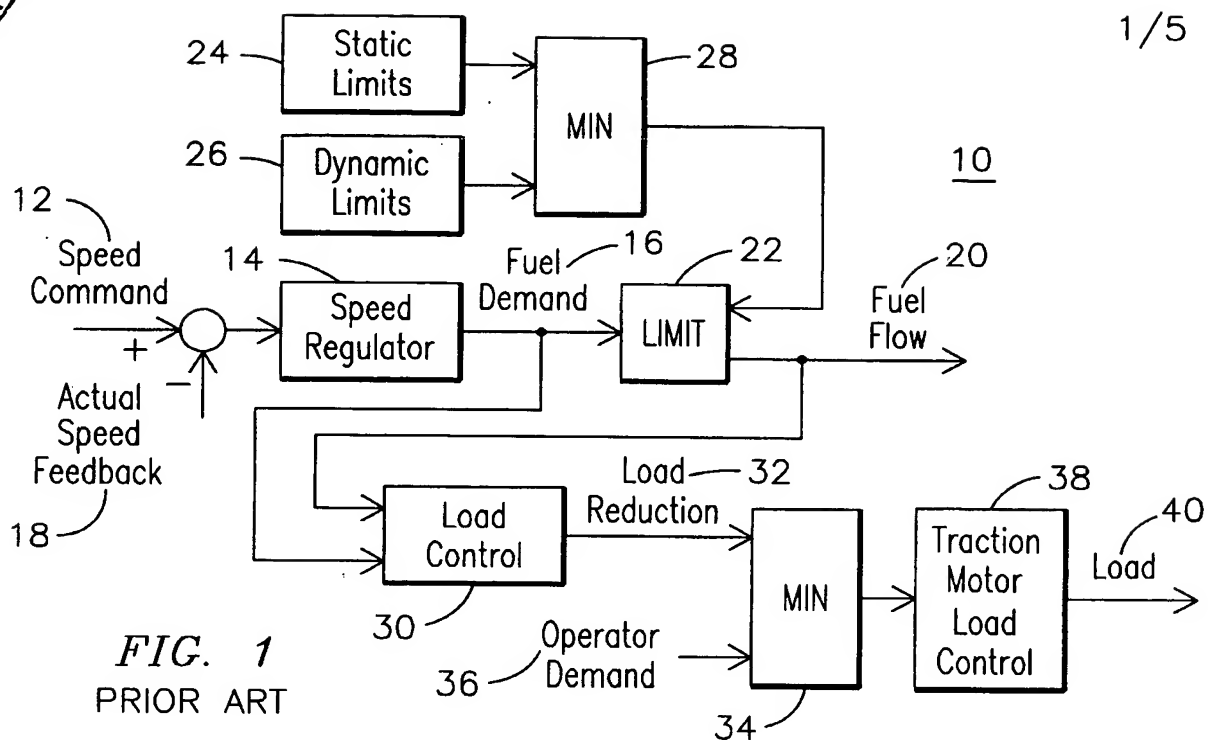 1/5
24
Static
Limits
MIN
28
26
Dynamic
Limits
10
12
Speed
Command
14
Speed
Regulator
Fuel
Demand
16
22
LIMIT
20
Fuel
Flow
+
-
Actual
Speed
Feedback
18
Load
Control
30
Load
Reduction
32
MIN
34
Operator
Demand
36
38
Traction
Motor
Load
Control
Load
40
FIG. 1
PRIOR ART